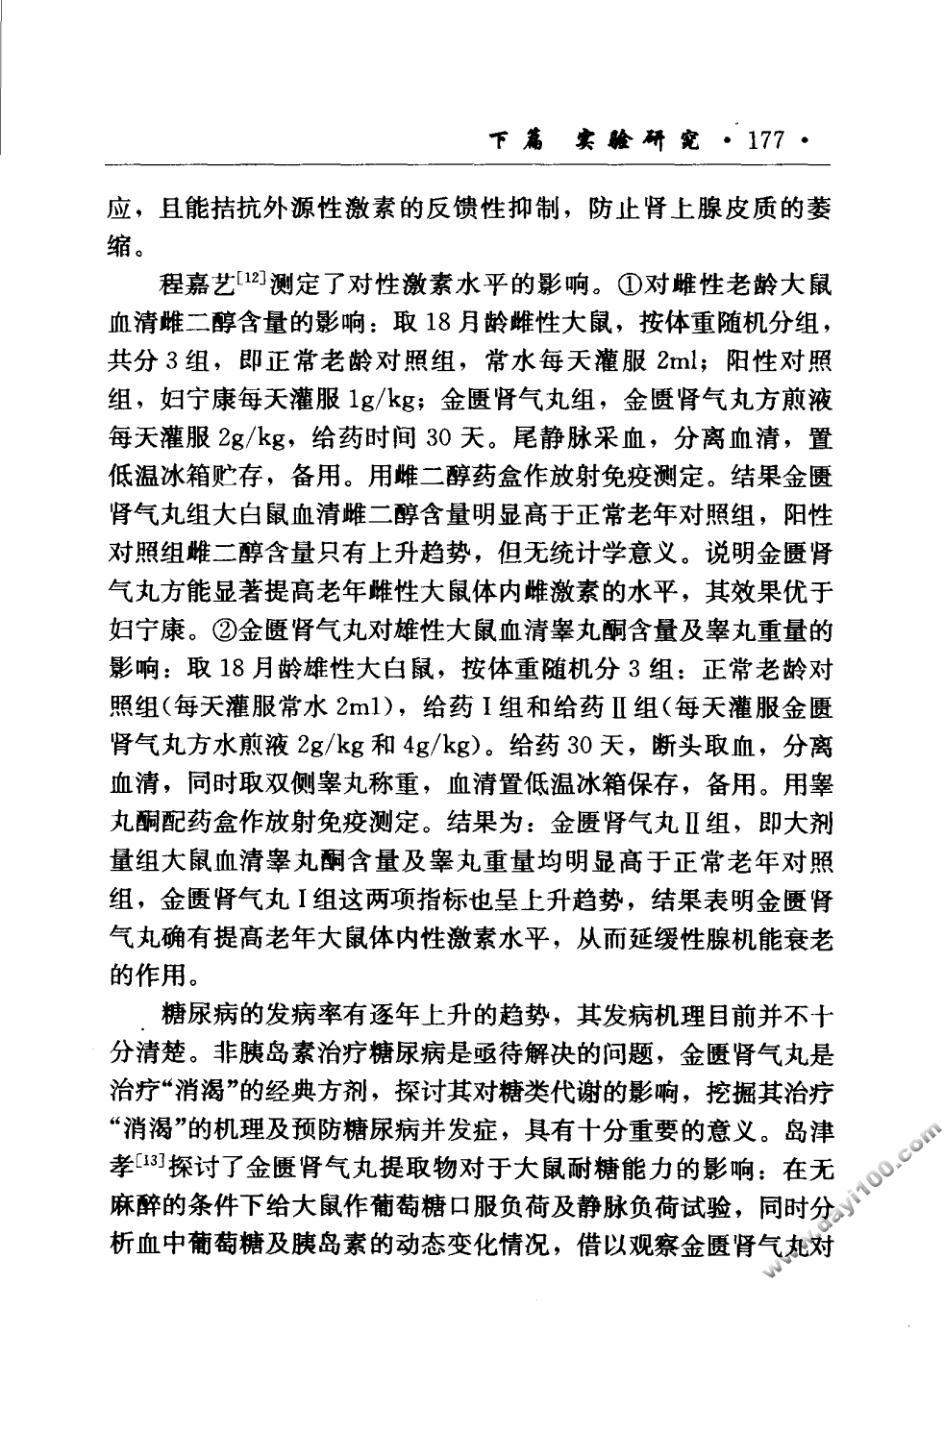 下篇 实验研究 · 177 ·
应，且能拮抗外源性激素的反馈性抑制，防止肾上腺皮质的萎
缩。
程嘉艺[12]测定了对性激素水平的影响。①对雌性老龄大鼠
血清雌二醇含量的影响：取 18 月龄雌性大鼠，按体重随机分组，
共分 3 组，即正常老龄对照组，常水每天灌服 2ml；阳性对照
组，妇宁康每天灌服 1g/kg；金匮肾气丸组，金匮肾气丸方煎液
每天灌服 2g/kg，给药时间 30 天。尾静脉采血，分离血清，置
低温冰箱贮存，备用。用雌二醇药盒作放射免疫测定。结果金匮
肾气丸组大白鼠血清雌二醇含量明显高于正常老年对照组，阳性
对照组雌二醇含量只有上升趋势，但无统计学意义。说明金匮肾
气丸方能显著提高老年雌性大鼠体内雌激素的水平，其效果优于
妇宁康。②金匮肾气丸对雄性大鼠血清睾丸酮含量及睾丸重量的
影响：取 18 月龄雄性大白鼠，按体重随机分 3 组：正常老龄对
照组(每天灌服常水 2ml)，给药Ⅰ组和给药Ⅱ组(每天灌服金匮
肾气丸方水煎液 2g/kg 和 4g/kg)。给药 30 天，断头取血，分离
血清，同时取双侧睾丸称重，血清置低温冰箱保存，备用。用睾
丸酮配药盒作放射免疫测定。结果为：金匮肾气丸Ⅱ组，即大剂
量组大鼠血清睾丸酮含量及睾丸重量均明显高于正常老年对照
组，金匮肾气丸Ⅰ组这两项指标也呈上升趋势，结果表明金匮肾
气丸确有提高老年大鼠体内性激素水平，从而延缓性腺机能衰老
的作用。
糖尿病的发病率有逐年上升的趋势，其发病机理目前并不十
分清楚。非胰岛素治疗糖尿病是亟待解决的问题，金匮肾气丸是
治疗“消渴”的经典方剂，探讨其对糖类代谢的影响，挖掘其治疗
“消渴”的机理及预防糖尿病并发症，具有十分重要的意义。岛津
孝[13]探讨了金匮肾气丸提取物对于大鼠耐糖能力的影响：在无
麻醉的条件下给大鼠作葡萄糖口服负荷及静脉负荷试验，同时分
析血中葡萄糖及胰岛素的动态变化情况，借以观察金匮肾气丸对
www.dayi100.com